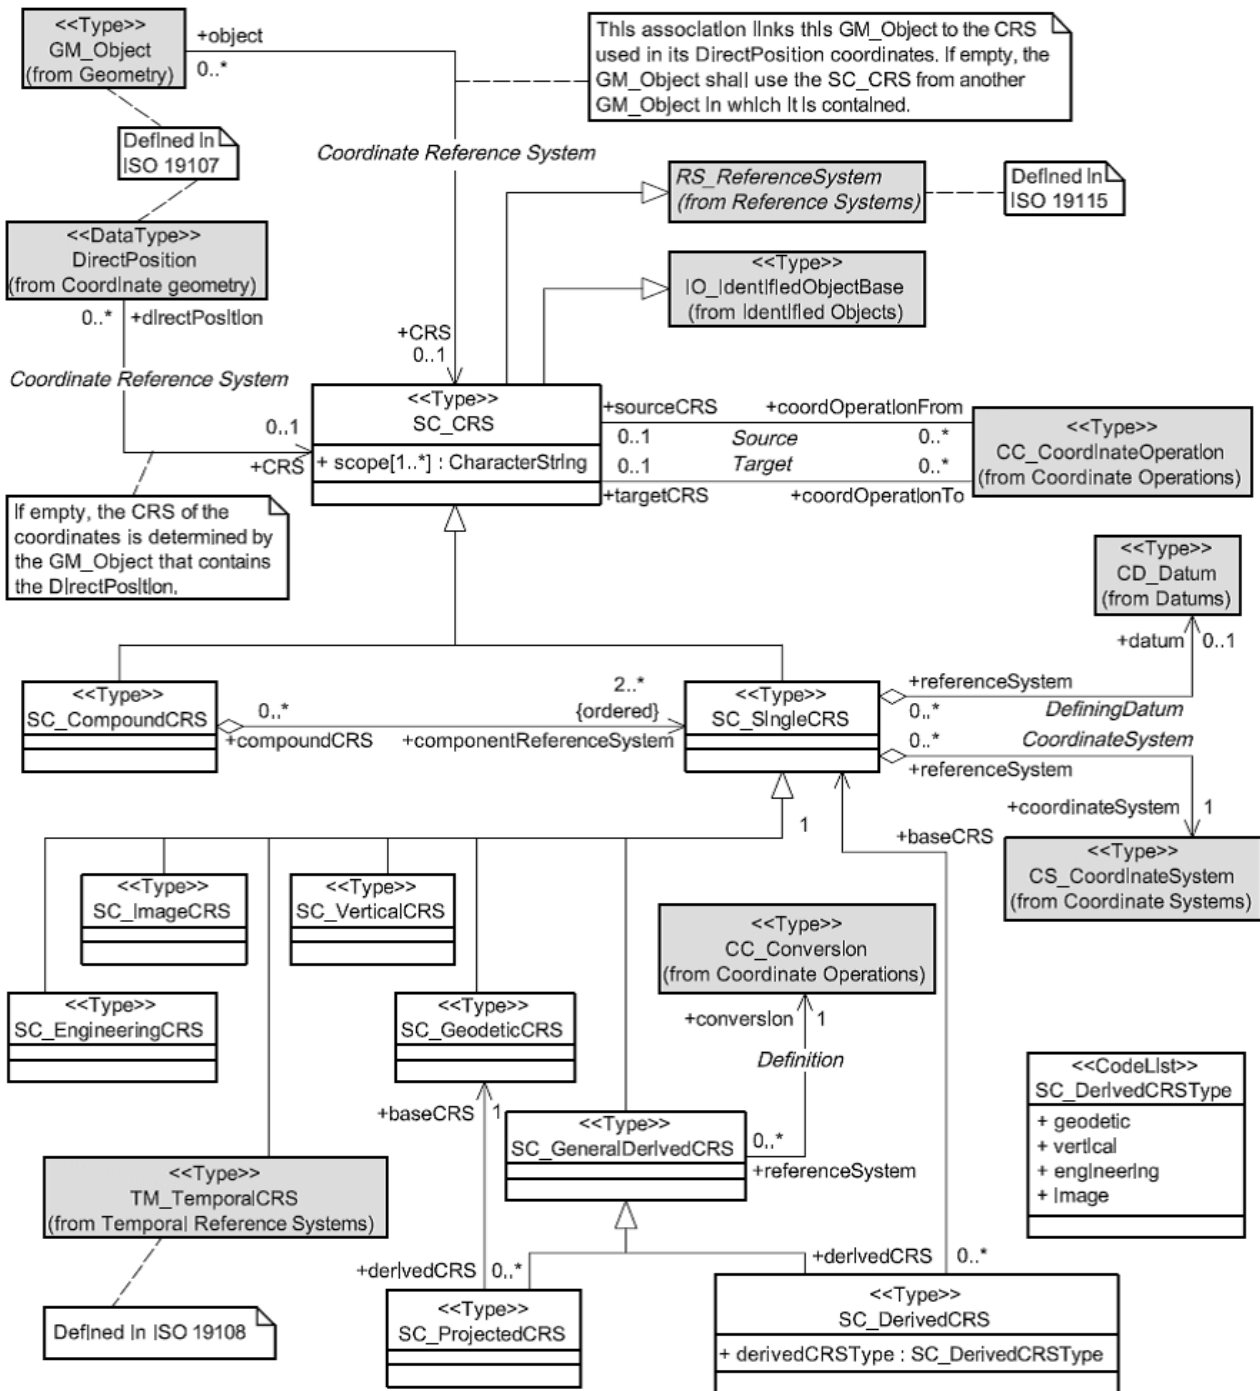 <<Type>>
GM_Object
(from Geometry)
+object
0..*
This association links this GM_Object to the CRS
used in its DirectPosition coordinates. If empty, the
GM_Object shall use the SC_CRS from another
GM_Object in which it is contained.
Defined in
ISO 19107
Coordinate Reference System
RS_ReferenceSystem
(from Reference Systems)
Defined in
ISO 19115
<<DataType>>
DirectPosition
(from Coordinate geometry)
<<Type>>
IO_IdentifiedObjectBase
(from Identified Objects)
0..* +directPosition
+CRS
0..1
Coordinate Reference System
<<Type>>
SC_CRS
+ scope[1..*] : CharacterString
0..1
+CRS
+sourceCRS
+coordOperationFrom
0..1
Source
0..*
0..1
Target
0..*
+targetCRS
+coordOperationTo
<<Type>>
CC_CoordinateOperation
(from Coordinate Operations)
If empty, the CRS of the
coordinates is determined by
the GM_Object that contains
the DirectPosition.
<<Type>>
CD_Datum
(from Datums)
+datum
0..1
<<Type>>
SC_CompoundCRS
0..*
+compoundCRS
2..*
{ordered}
+componentReferenceSystem
<<Type>>
SC_SingleCRS
+referenceSystem
0..*
DefiningDatum
0..*
CoordinateSystem
+referenceSystem
+coordinateSystem
1
1
+baseCRS
<<Type>>
CS_CoordinateSystem
(from Coordinate Systems)
<<Type>>
SC_ImageCRS
<<Type>>
SC_VerticalCRS
<<Type>>
CC_Conversion
(from Coordinate Operations)
<<Type>>
SC_EngineeringCRS
<<Type>>
SC_GeodeticCRS
+conversion
1
Definition
<<CodeList>>
SC_DerivedCRSType
+ geodetic
+ vertical
+ engineering
+ image
+baseCRS
1
<<Type>>
SC_GeneralDerivedCRS
0..*
+referenceSystem
<<Type>>
TM_TemporalCRS
(from Temporal Reference Systems)
+derivedCRS
0..*
+derivedCRS
0..*
Defined in ISO 19108
<<Type>>
SC_ProjectedCRS
<<Type>>
SC_DerivedCRS
+ derivedCRSType : SC_DerivedCRSType